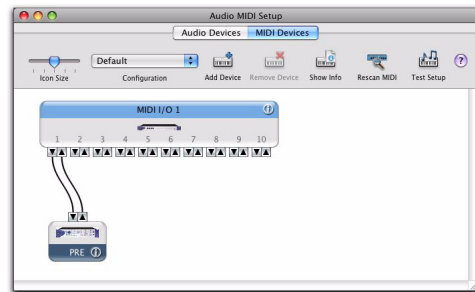 Audio MIDI Setup
Audio Devices MIDI Devices
Default
Icon Size Configuration Add Device Remove Device Show Info Rescan MIDI Test Setup ?
MIDI I/O 1
1 2 3 4 5 6 7 8 9 10
PRE